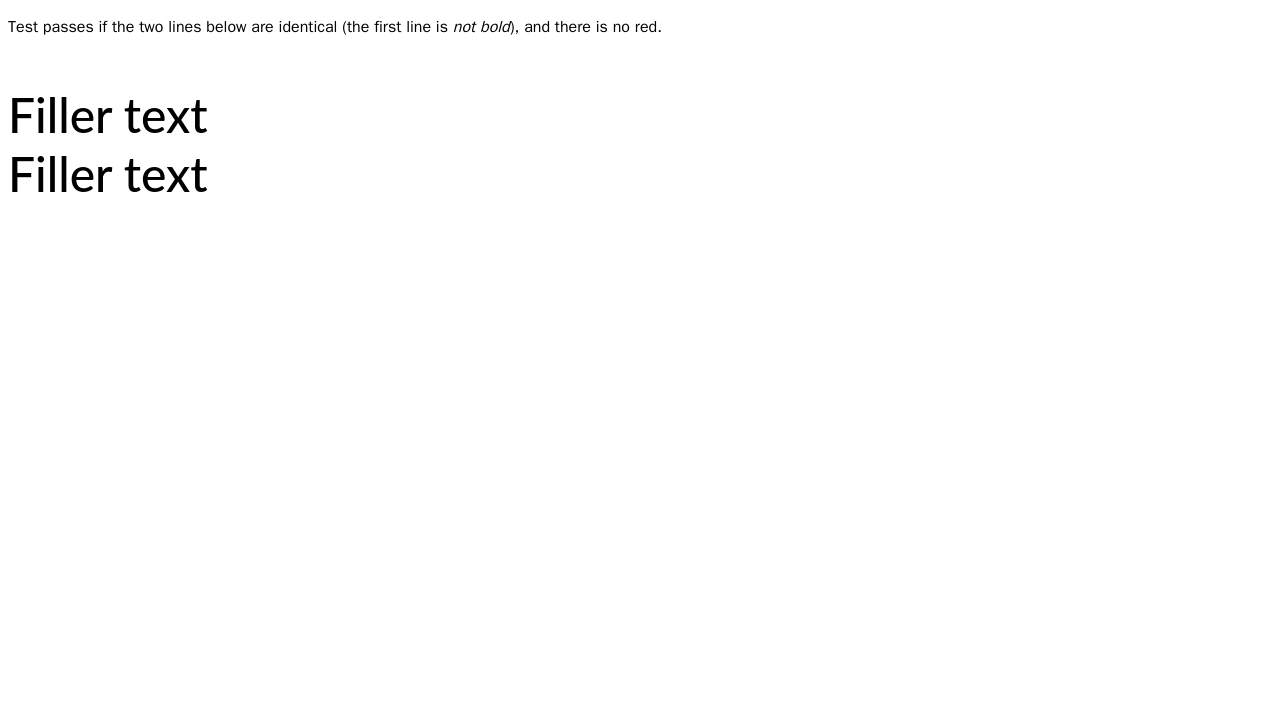 Test passes if the two lines below are identical (the first line is not bold), and there is no red.
Filler text
Filler text